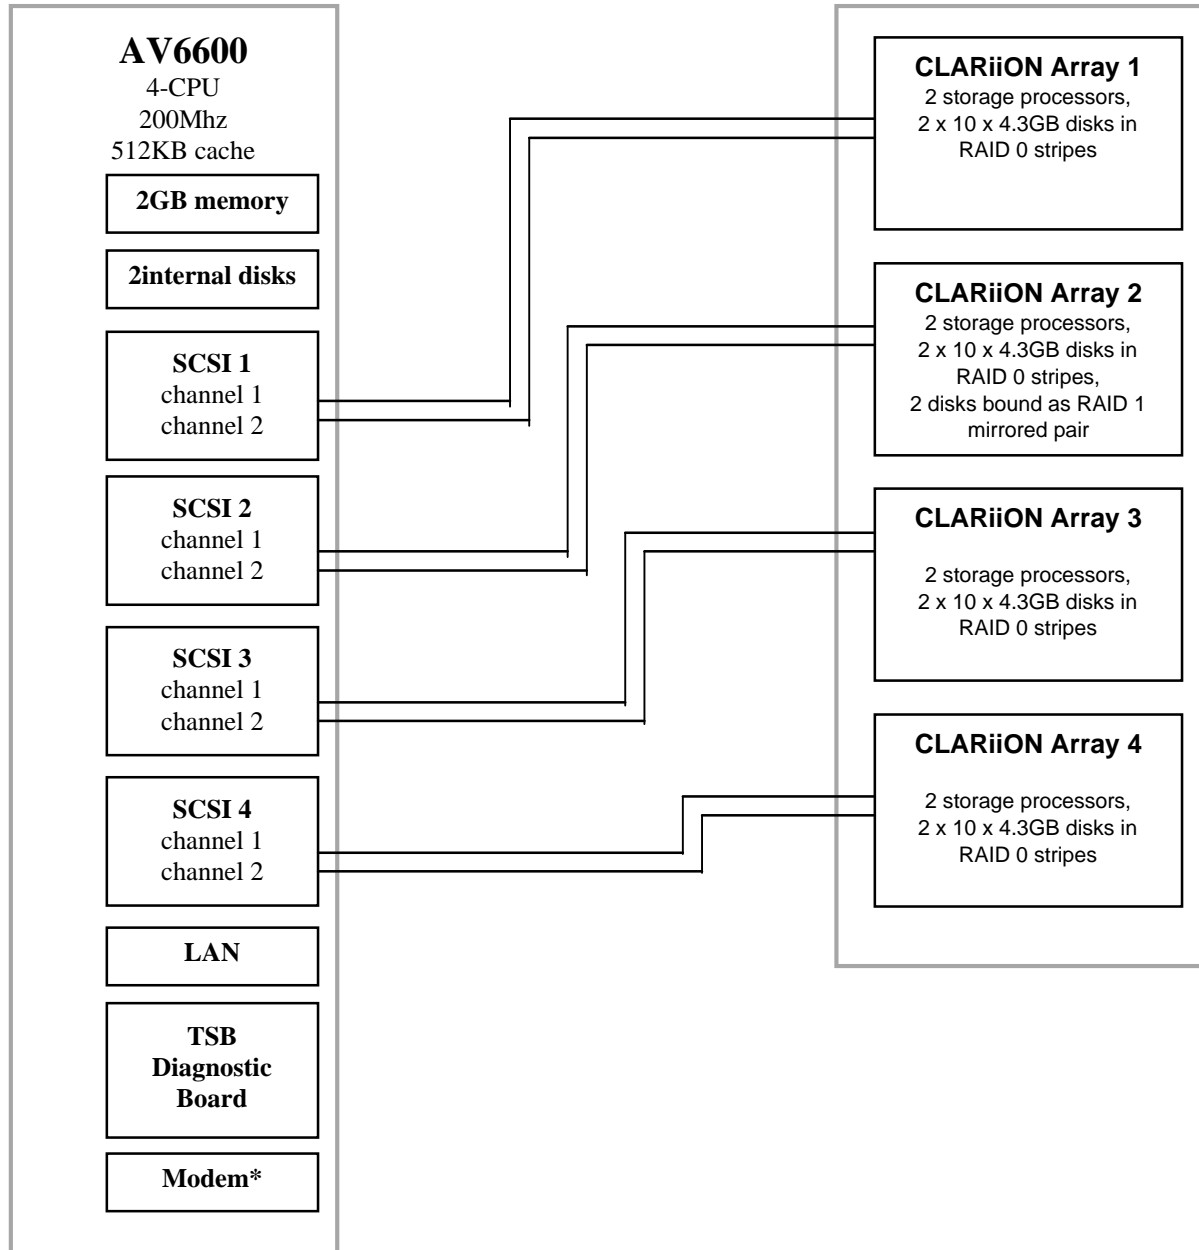 AV6600
4-CPU
200Mhz
512KB cache
2GB memory
2internal disks
SCSI 1
channel 1
channel 2
SCSI 2
channel 1
channel 2
SCSI 3
channel 1
channel 2
SCSI 4
channel 1
channel 2
LAN
TSB
Diagnostic
Board
Modem*
CLARiiON Array 1
2 storage processors,
2 x 10 x 4.3GB disks in
RAID 0 stripes
CLARiiON Array 2
2 storage processors,
2 x 10 x 4.3GB disks in
RAID 0 stripes,
2 disks bound as RAID 1
mirrored pair
CLARiiON Array 3
2 storage processors,
2 x 10 x 4.3GB disks in
RAID 0 stripes
CLARiiON Array 4
2 storage processors,
2 x 10 x 4.3GB disks in
RAID 0 stripes